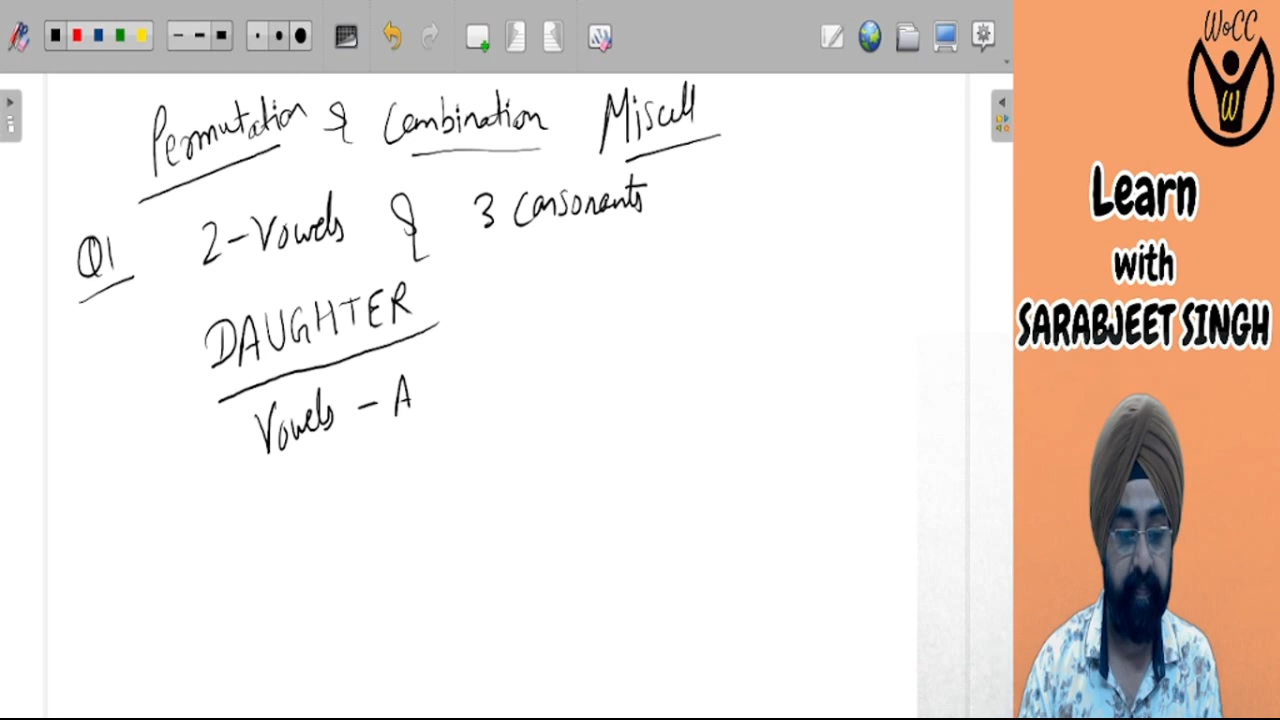 Permutation & Combination Miscell
Q1 2-Vowels & 3 Consonants
DAUGHTER
Vowels - A
WoCC
W
Learn
with
SARABJEET SINGH